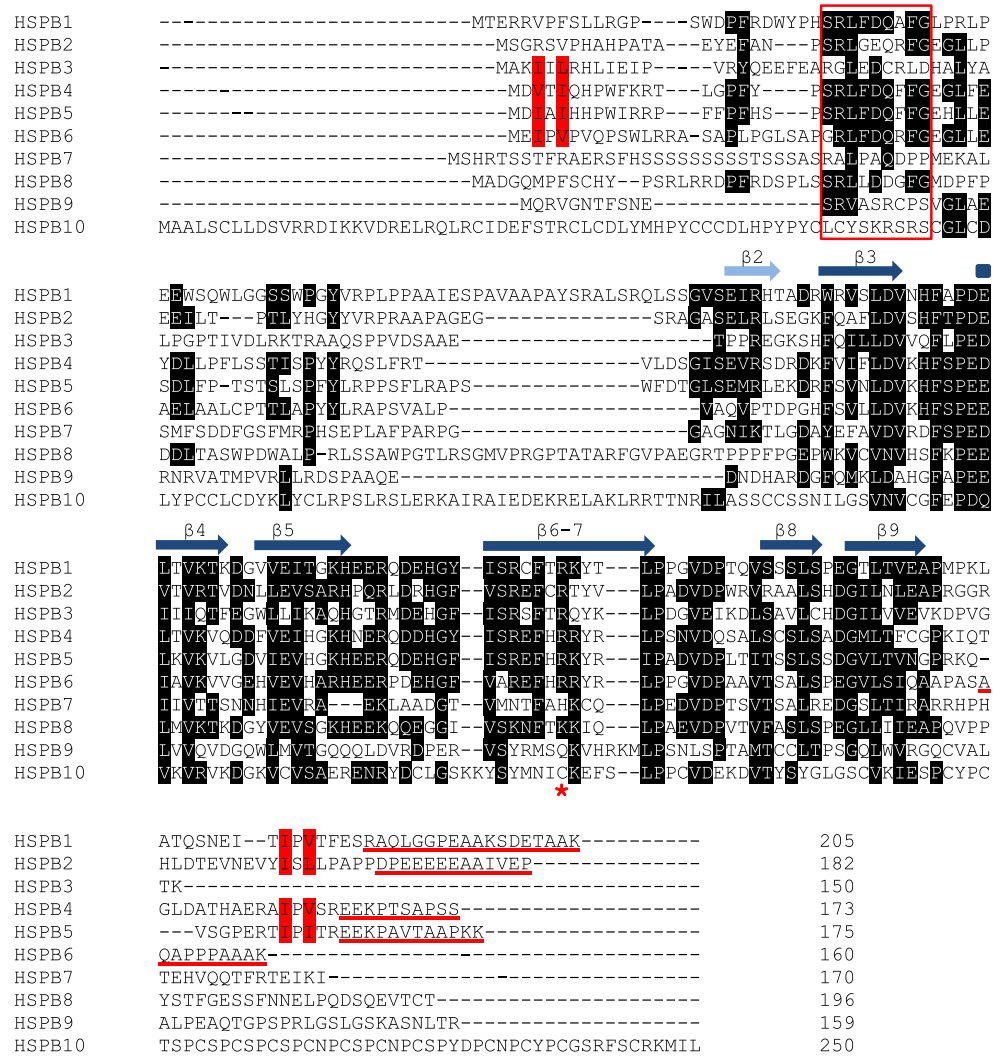 HSPB1 --------------------------MTERRVPFSLLRGP----SWDPFRDWYPHSRLFDQAFGLPRLP
HSPB2 ----------------------------MSGRSVPHAHPATA--EYEFAN----PSRLGEQRFGEGLLP
HSPB3 ----------------------------MAKIILRHLIEIP-----VRYQEEFEARGLEDCRLDHALYA
HSPB4 ----------------------------MDVTIQHPWFKRT----LGPFY----PSRLFDQFFGEGLFE
HSPB5 ----------------------------MDIAIHHPWIRRP----FFPFHS---PSRLFDQFFGEHLLE
HSPB6 ----------------------------MEIPVPVQPSWLRRA--SAPLPGLSAPGRLFDQRFGEGLLE
HSPB7 ------------------------MSHRTSSTFRAERSFHSSSSSSSSSTSSSASRALPAQDPPMEKAL
HSPB8 ------------------------MADGQMPFSCHY----PSRLRRDPFRDSPLSSRLLDDGFGMDPFP
HSPB9 ------------------------------MQRVGNTFSNE--------------SRVASRCPSVGLAE
HSPB10 MAALSCLLDSVRRDIKKVDRELRQLRCIDEFSTRCLCDLYMHPYCCCDLHPYPYCLCYSKRSRSCGLCD
β2 β3
HSPB1 EEWSQWLGGSSWPGYVRPLPPAAIESPAVAAPAYSRALSRQLSSGVSEIRHTADRWRVSLDVNHFAPDE
HSPB2 EEILT---PTLYHGYYVRPRAAPAGEG--------------SRAGASELRLSEGKFQAFLDVSHFTPDE
HSPB3 LPGPTIVDLRKTRAAQSPPVDSAAE---------------------TPPREGKSHFQILLDVVQFLPED
HSPB4 YDLLPFLSSTISPYYRQSLFRT------------------VLDSGISEVRSDRDKFVIFLDVKHFSPED
HSPB5 SDLFP-TSTSLSPFYLRPPSFLRAPS--------------WFDTGLSEMRLEKDRFSVNLDVKHFSPEE
HSPB6 AELAALCPTTLAPYYLRAPSVALP---------------------VAQVPTDPGHFSVLLDVKHFSPEE
HSPB7 SMFSDDFGSFMRPHSEPLAFPARPG-------------------GAGNIKTLGDAYEFAVDVRDFSPEE
HSPB8 DDLTASWPDWALP-RLSSAWPGTLRSGMVPRGPTATARFGVPAEGRTPPPFPGEPWKVCVNVHSFKPEE
HSPB9 RNRVATMPVRLLRDSPAAQE---------------------------DNDHARDGFQMKLDAHGFAPEE
HSPB10 LYPCCLCDYKLYCLRPSLRSLERKAIRAIEDEKRELAKLRRTTNRILASSCCSSNILGSVNVCGFEPDQ
β4 β5 β6-7 β8 β9
HSPB1 LTVKTKDGVVEITGKHEERQDEHGY--ISRCFTRKYT---LPPGVDPTQVSSSLSPEGTLTVEAPMPKL
HSPB2 VTVRTVDNLLEVSARHPQRLDRHGF--VSREFCRTYV---LPADVDPWRVRAALSHDGILNLEAPRGGR
HSPB3 IIIQTFEGWLLIKAQHGTRMDEHGF--ISRSFTRQYK---LPDGVEIKDLSAVLCHDGILVVEVKDPVG
HSPB4 LTVKVQDDFVEIHGKHNERQDDHGY--ISREFHRRYR---LPSNVDQSALSCSLSADGMLTFCGPKIQT
HSPB5 LKVKVLGDVIEVHGKHEERQDEHGF--ISREFHRKYR---IPADVDPLTITSSLSSDGVLTVNGPRKQ-
HSPB6 IAVKVVGEHVEVHARHEERPDEHGF--VAREFHRRYR---LPPGVDPAAVTSALSPEGVLSIQAAPASA
HSPB7 IIVTTSNNHIEVRA---EKLAADGT--VMNTFAHKCQ---LPEDVDPTSVTSALREDGSLTIRARRHPH
HSPB8 LMVKTKDGYVEVSGKHEEKQQEGGI--VSKNFTKKIQ---LPAEVDPVTVFASLSPEGLLIIEAPQVPP
HSPB9 LVVQVDGQWLMVTGQQQLDVRDPER--VSYRMSQKVHRKMLPSNLSPTAMTCCLTPSGQLWVRGQCVAL
HSPB10 VKVRVKDGKVCVSAERENRYDCLGSKKYSYMNICKEFS---LPPCVDEKDVTYSYGLGSCVKIESPCYPC
*
HSPB1 ATQSNEI--TIPVTFESRAQLGGPEAAKSDETAAK---------- 205
HSPB2 HLDTEVNEVYISLLPAPPDPEEEEEAAIVEP-------------- 182
HSPB3 TK------------------------------------------- 150
HSPB4 GLDATHAERAIPVSREEKPTSAPSS-------------------- 173
HSPB5 ---VSGPERTIPITREEKPAVTAAPKK------------------ 175
HSPB6 QAPPPAAAK------------------------------------ 160
HSPB7 TEHVQQTFRTEIKI------------------------------- 170
HSPB8 YSTFGESSFNNELPQDSQEVTCT---------------------- 196
HSPB9 ALPEAQTGPSPRLGSLGSKASNLTR-------------------- 159
HSPB10 TSPCSPCSPCSPCNPCSPCNPCSPYDPCNPCYPCGSRFSCRKMIL 250